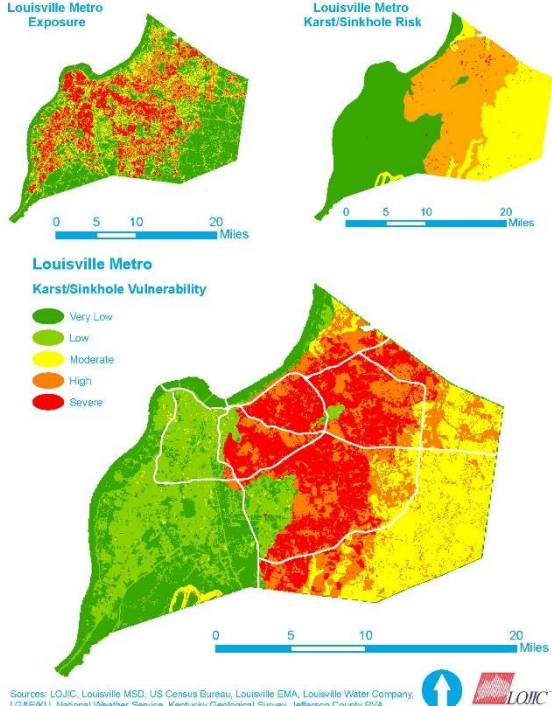 Louisville Metro
Exposure
Louisville Metro
Karst/Sinkhole Risk
0 5 10 20
Miles
0 5 10 20
Miles
Louisville Metro
Karst/Sinkhole Vulnerability
Very Low
Low
Moderate
High
Severe
0 5 10 20
Miles
Sources: LOJIC, Louisville MSD, US Census Bureau, Louisville EMA, Louisville Water Company,
LG&E/KU, National Weather Service, Kentucky Geological Survey, Jefferson County PVA
LOJIC